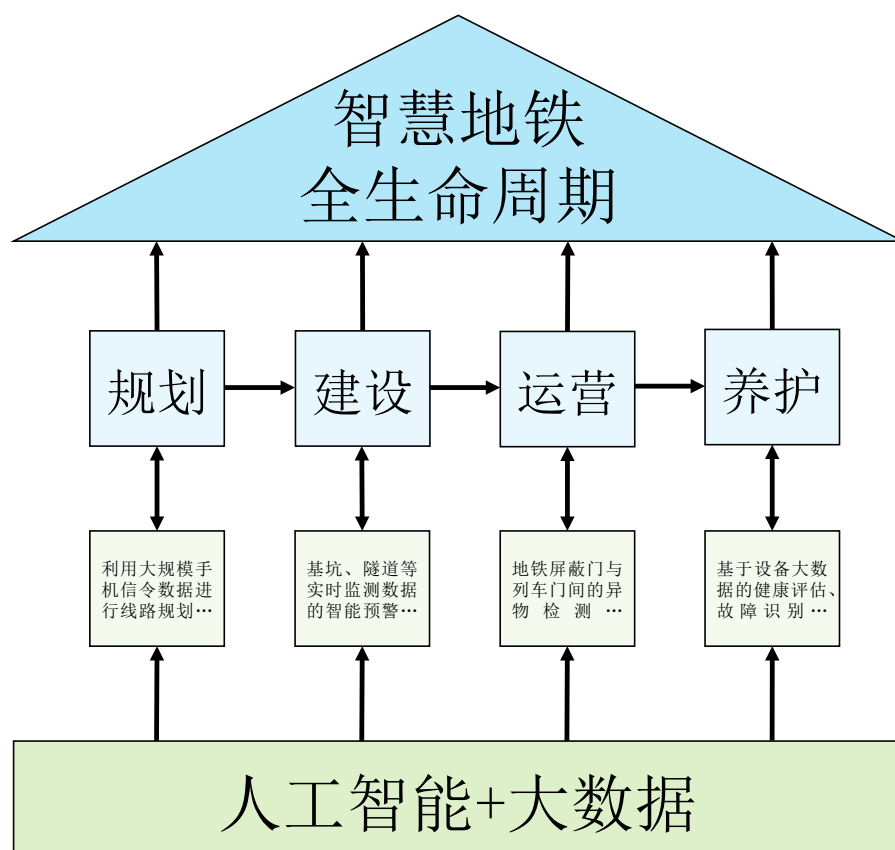 智慧地铁
全生命周期
规划
建设
运营
养护
利用大规模手
机信令数据进
行线路规划…
基坑、隧道等
实时监测数据
的智能预警…
地铁屏蔽门与
列车门间的异
物检测…
基于设备大数
据的健康评估、
故障识别…
人工智能+大数据